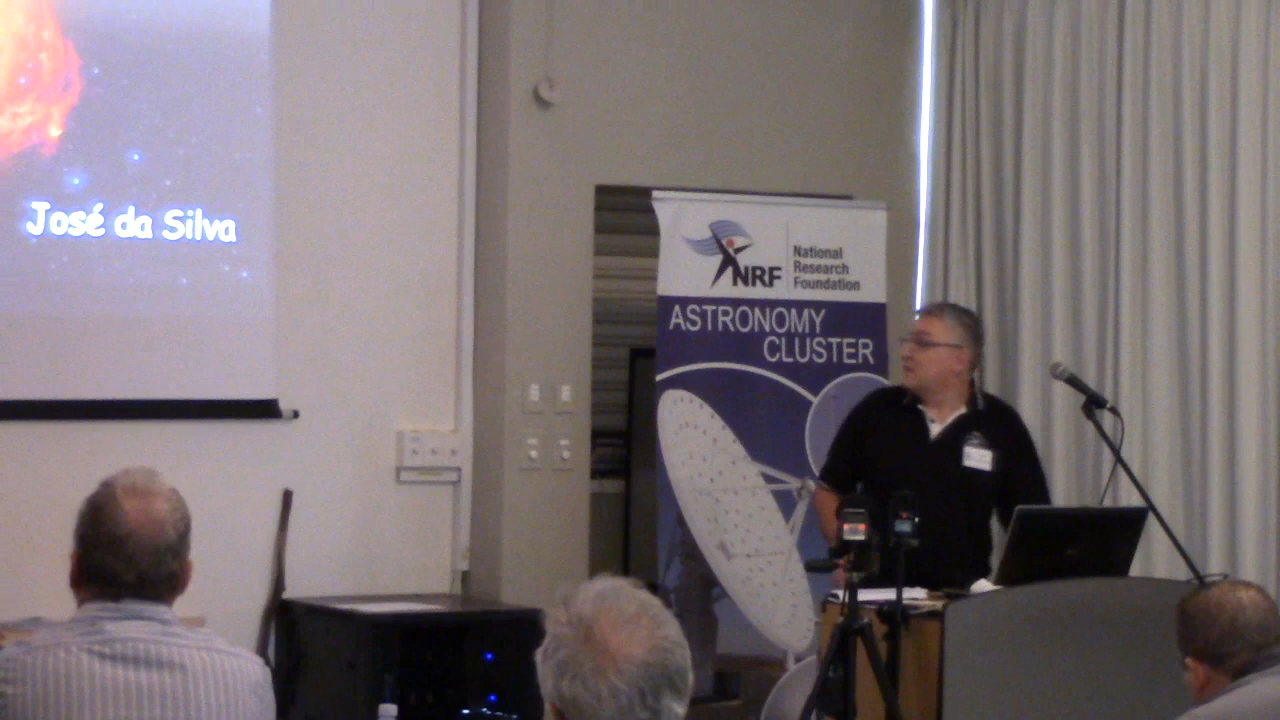 José da Silva
NRF
National
Research
Foundation
ASTRONOMY
CLUSTER